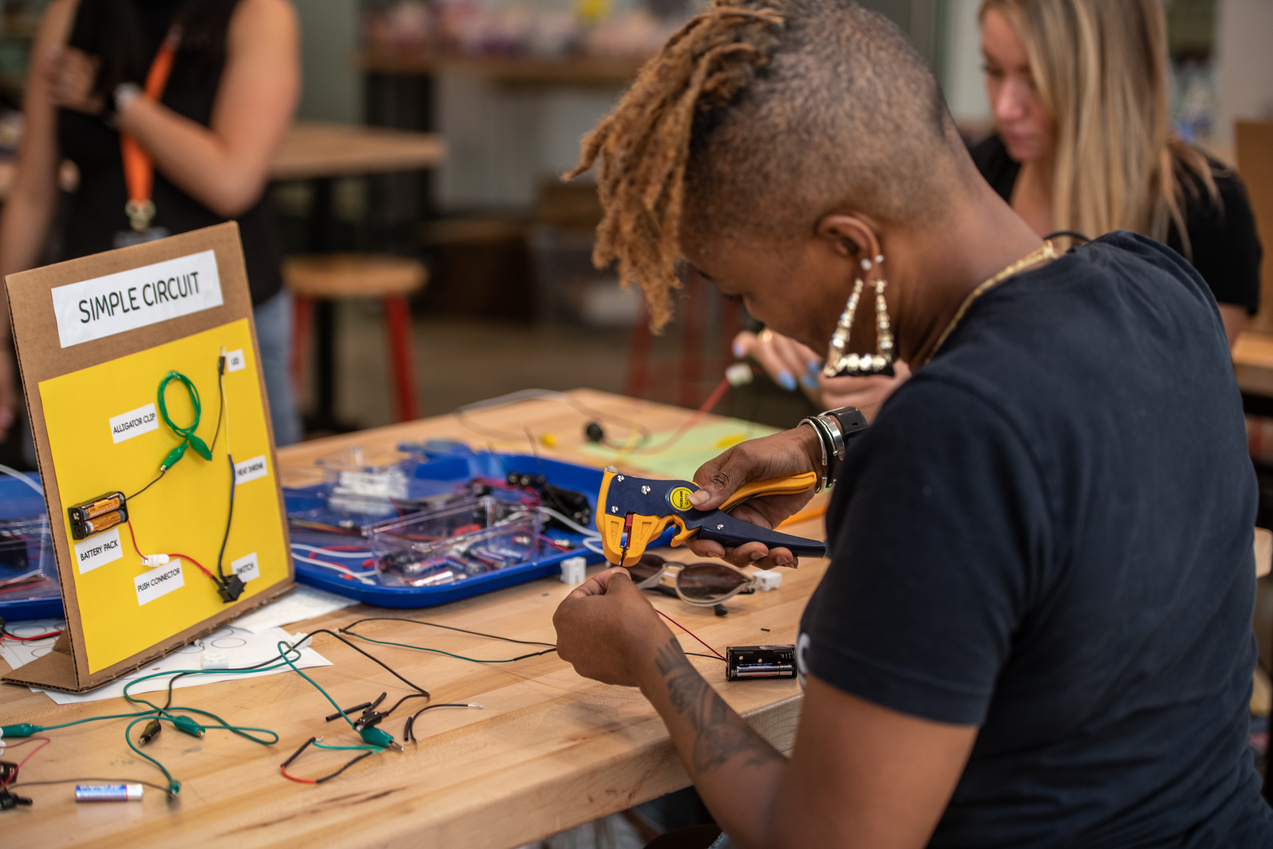 SIMPLE CIRCUIT
LED
ALLIGATOR CLIP
HEAT SHRINK
BATTERY PACK
PUSH CONNECTOR
SWITCH